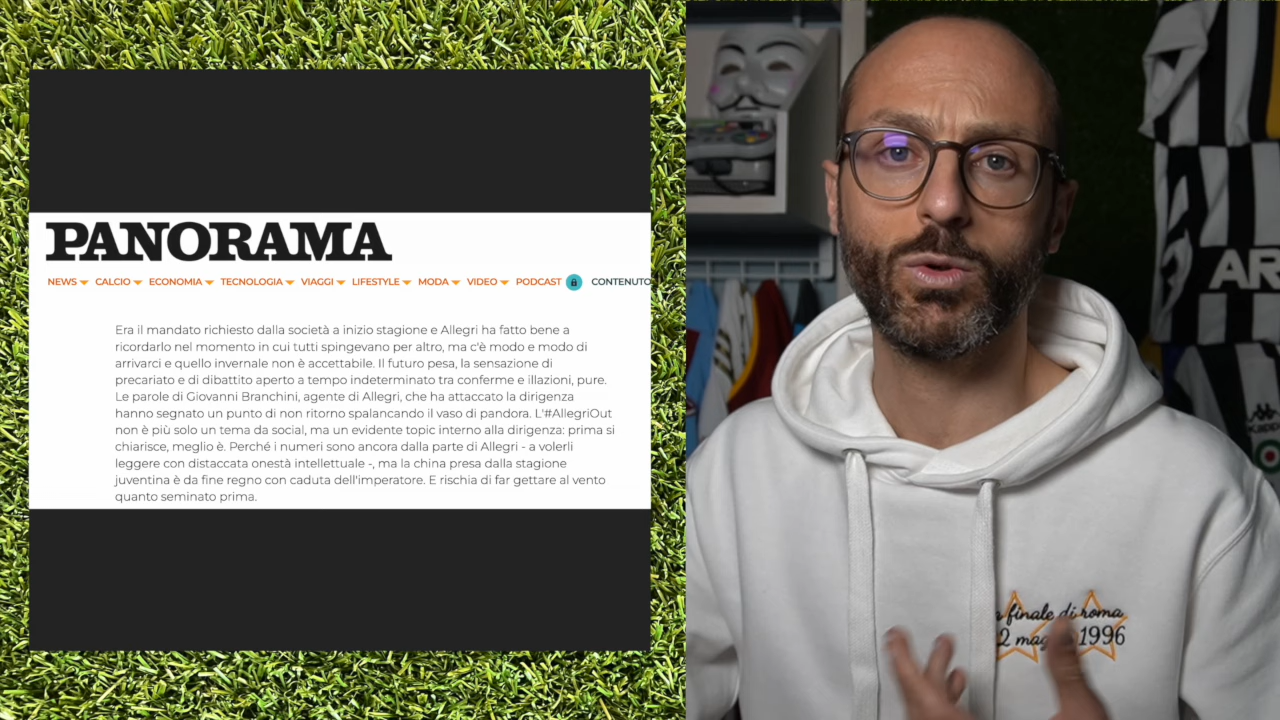 PANORAMA
NEWS CALCIO ECONOMIA TECNOLOGIA VIAGGI LIFESTYLE MODA VIDEO PODCAST CONTENUTO
Era il mandato richiesto dalla società a inizio stagione e Allegri ha fatto bene a
ricordarlo nel momento in cui tutti spingevano per altro, ma c'è modo e modo di
arrivarci e quello invernale non è accettabile. Il futuro pesa, la sensazione di
precariato e di dibattito aperto a tempo indeterminato tra conferme e illazioni, pure.
Le parole di Giovanni Branchini, agente di Allegri, che ha attaccato la dirigenza
hanno segnato un punto di non ritorno spalancando il vaso di pandora. L'#AllegriOut
non è più solo un tema da social, ma un evidente topic interno alla dirigenza: prima si
chiarisce, meglio è. Perché i numeri sono ancora dalla parte di Allegri - a volerli
leggere con distaccata onestà intellettuale -, ma la china presa dalla stagione
juventina è da fine regno con caduta dell'imperatore. E rischia di far gettare al vento
quanto seminato prima.
AR
finale di roma
2 mag 1996